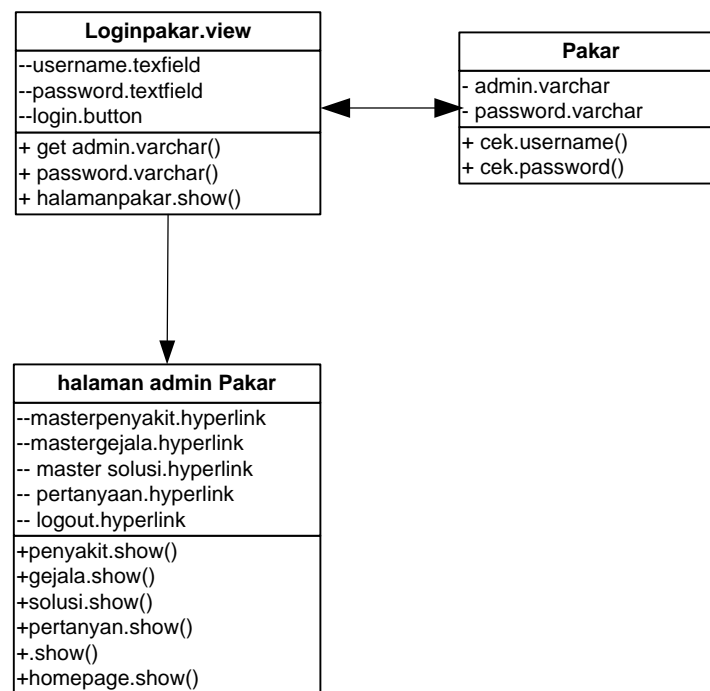 Loginpakar.view
--username.texfield
--password.textfield
--login.button
+ get admin.varchar()
+ password.varchar()
+ halamanpakar.show()
Pakar
- admin.varchar
- password.varchar
+ cek.username()
+ cek.password()
halaman admin Pakar
--masterpenyakit.hyperlink
--mastergejala.hyperlink
-- master solusi.hyperlink
-- pertanyaan.hyperlink
-- logout.hyperlink
+penyakit.show()
+gejala.show()
+solusi.show()
+pertanyan.show()
+.show()
+homepage.show()